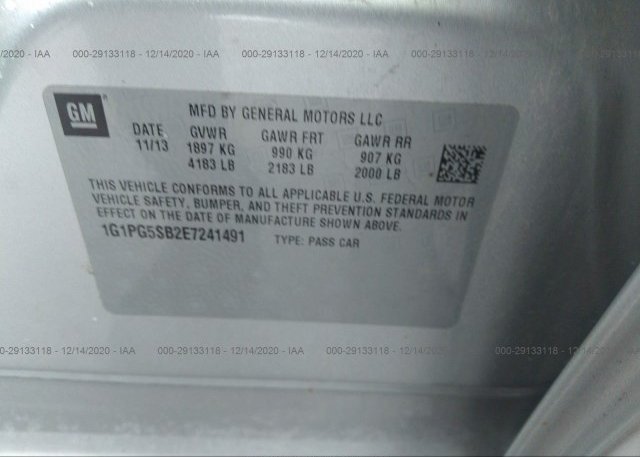 /14/2020 - IAA 000-29133118 - 12/14/2020 - IAA 000-29133118 - 12/14/2020 - IAA 000-29133118 - 12/
GM
MFD BY GENERAL MOTORS LLC
DATE GVWR GAWR FRT GAWR RR
11/13 1897 KG 990 KG 907 KG
4183 LB 2183 LB 2000 LB
THIS VEHICLE CONFORMS TO ALL APPLICABLE U.S. FEDERAL MOTOR
VEHICLE SAFETY, BUMPER, AND THEFT PREVENTION STANDARDS IN
EFFECT ON THE DATE OF MANUFACTURE SHOWN ABOVE.
1G1PG5SB2E7241491 TYPE: PASS CAR
000-29133118 - 12/14/2020 - IAA 000-29133118 - 12/14/2020 - IAA 000-29133118 - 12/14/2020 - IAA